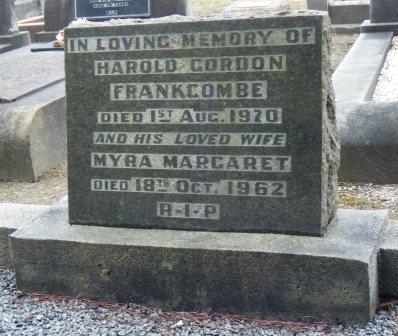 IN LOVING MEMORY OF
HAROLD GORDON
FRANKCOMBE
DIED 1ST AUG. 1970
AND HIS LOVED WIFE
MYRA MARGARET
DIED 18TH OCT. 1962
R·I·P